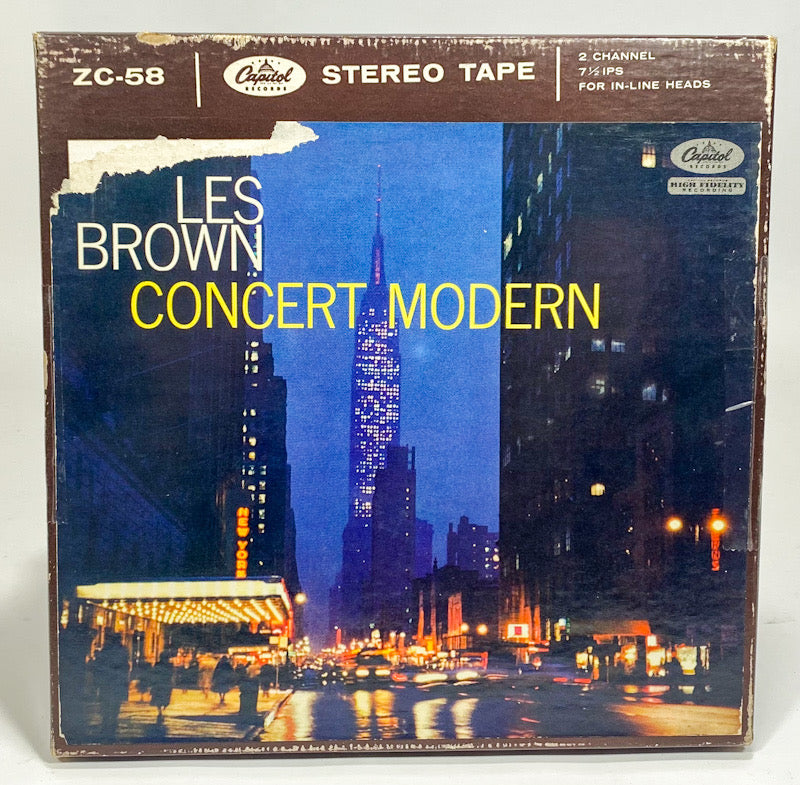 ZC-58
Capitol
RECORDS
STEREO TAPE
2 CHANNEL
7½ IPS
FOR IN-LINE HEADS
Capitol
RECORDS
HIGH FIDELITY
RECORDING
LES
BROWN
CONCERT MODERN
NEW YORK